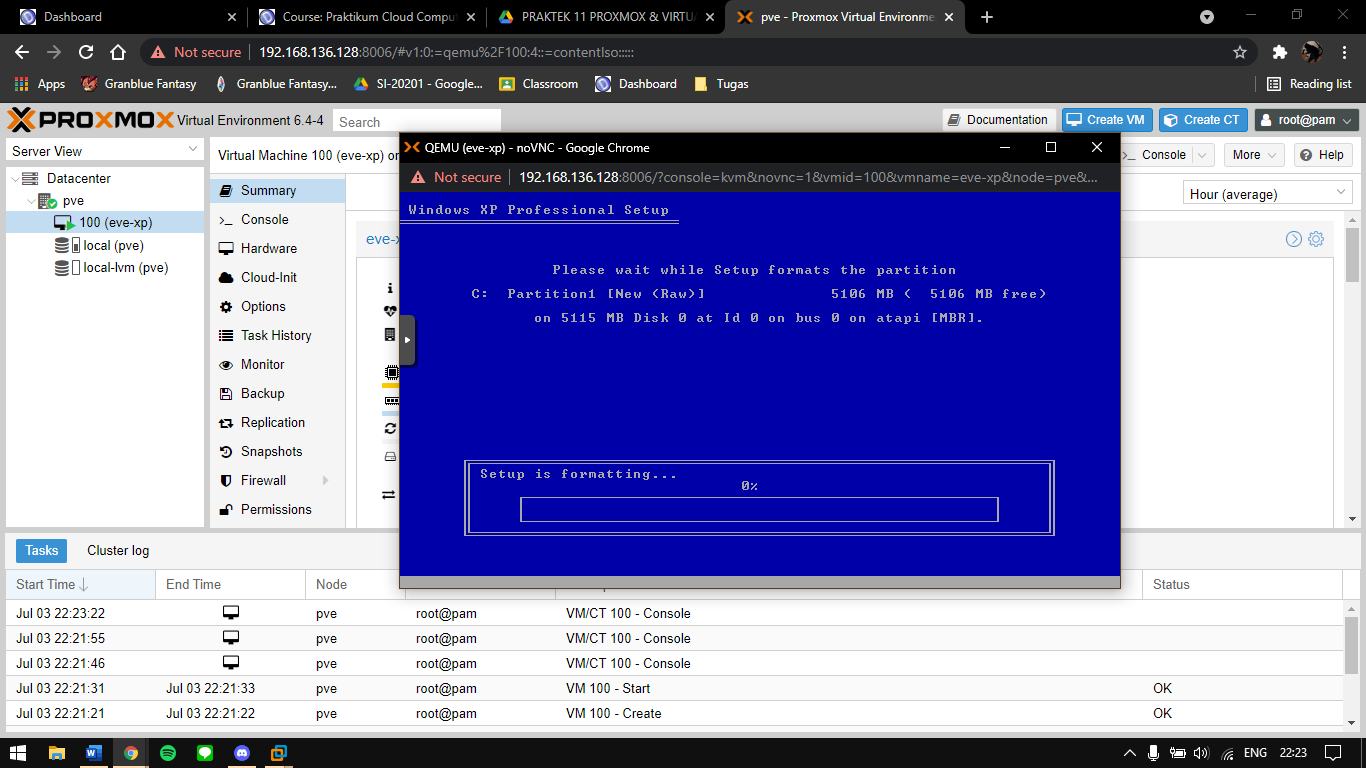 Dashboard
Course: Praktikum Cloud Comput
PRAKTEK 11 PROXMOX & VIRTUA
pve - Proxmox Virtual Environme
Not secure
192.168.136.128:8006/#v1:0:=qemu%2F100:4::=contentIso:::::
Apps
Granblue Fantasy
Granblue Fantasy...
SI-20201 - Google...
Classroom
Dashboard
Tugas
Reading list
PROXMOX Virtual Environment 6.4-4
Search
Documentation
Create VM
Create CT
root@pam
Server View
Virtual Machine 100 (eve-xp) on
Console
More
Help
Datacenter
pve
100 (eve-xp)
local (pve)
local-lvm (pve)
Summary
Console
Hardware
Cloud-Init
Options
Task History
Monitor
Backup
Replication
Snapshots
Firewall
Permissions
Hour (average)
eve-x
QEMU (eve-xp) - noVNC - Google Chrome
Not secure
192.168.136.128:8006/?console=kvm&novnc=1&vmid=100&vmname=eve-xp&node=pve&...
Windows XP Professional Setup
Please wait while Setup formats the partition
C: Partition1 [New (Raw)] 5106 MB ( 5106 MB free)
on 5115 MB Disk 0 at Id 0 on bus 0 on atapi [MBR].
Setup is formatting...
0%
Tasks
Cluster log
Start Time End Time Node Status
Jul 03 22:23:22 pve root@pam VM/CT 100 - Console
Jul 03 22:21:55 pve root@pam VM/CT 100 - Console
Jul 03 22:21:46 pve root@pam VM/CT 100 - Console
Jul 03 22:21:31 Jul 03 22:21:33 pve root@pam VM 100 - Start OK
Jul 03 22:21:21 Jul 03 22:21:22 pve root@pam VM 100 - Create OK
ENG
22:23